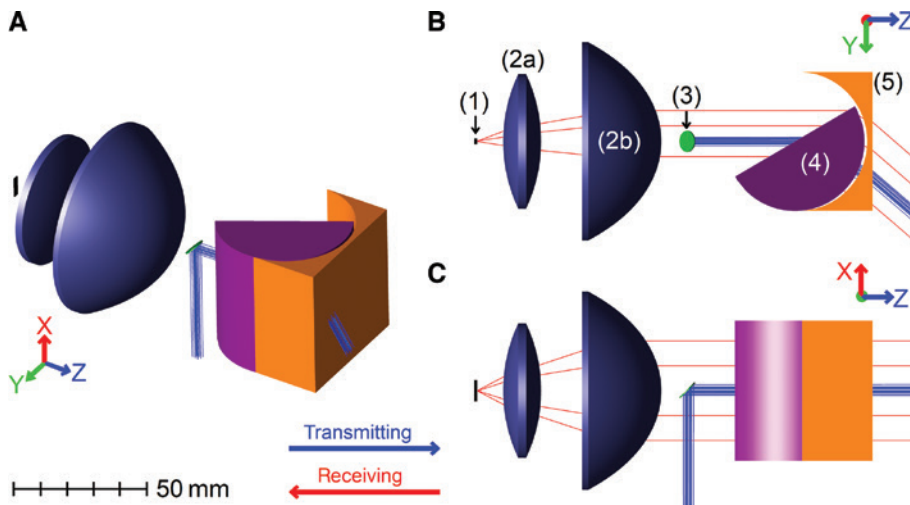 A
B
Z
Y
(2a)
(5)
(1)
(3)
(2b)
(4)
C
X
Z
X
Y
Z
Transmitting
Receiving
50 mm